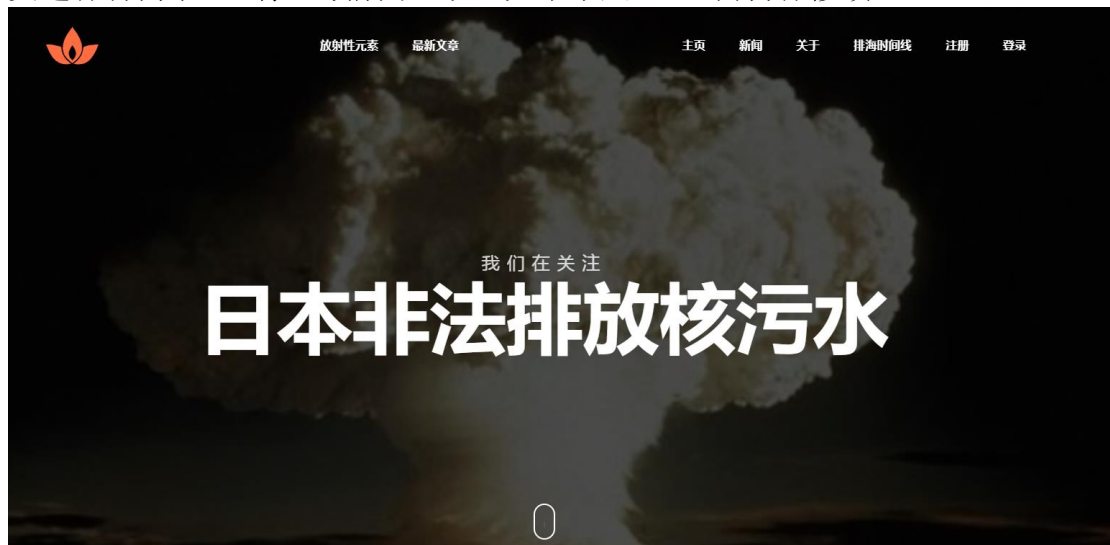 放射性元素 最新文章 主页 新闻 关于 排海时间线 注册 登录
我们在关注
日本非法排放核污水